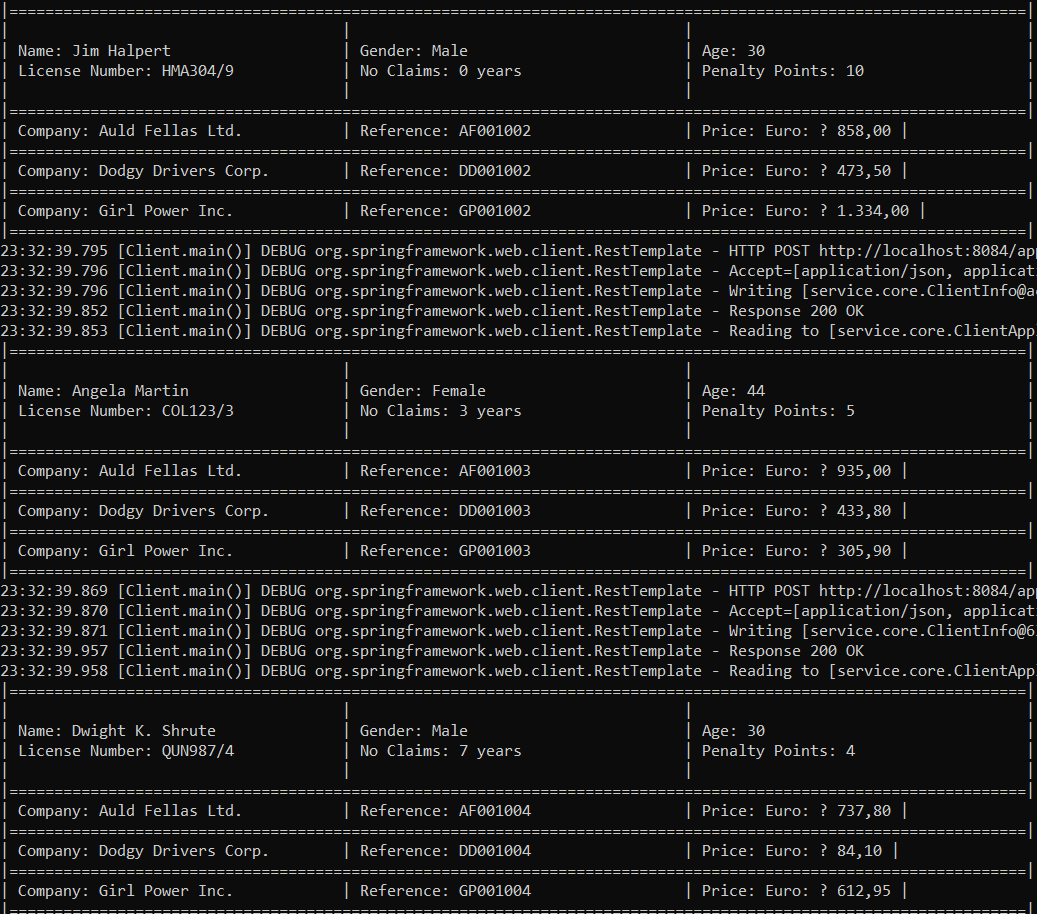 |=================================================================================================================|
|                                     |                                     |                                     |
| Name: Jim Halpert                   | Gender: Male                        | Age: 30                             |
| License Number: HMA304/9            | No Claims: 0 years                  | Penalty Points: 10                  |
|                                     |                                     |                                     |
|=================================================================================================================|
| Company: Auld Fellas Ltd.           | Reference: AF001002                 | Price: Euro: ? 858,00 |
|=================================================================================================================|
| Company: Dodgy Drivers Corp.        | Reference: DD001002                 | Price: Euro: ? 473,50 |
|=================================================================================================================|
| Company: Girl Power Inc.            | Reference: GP001002                 | Price: Euro: ? 1.334,00 |
|=================================================================================================================|
23:32:39.795 [Client.main()] DEBUG org.springframework.web.client.RestTemplate - HTTP POST http://localhost:8084/ap
23:32:39.796 [Client.main()] DEBUG org.springframework.web.client.RestTemplate - Accept=[application/json, applicati
23:32:39.796 [Client.main()] DEBUG org.springframework.web.client.RestTemplate - Writing [service.core.ClientInfo@a
23:32:39.852 [Client.main()] DEBUG org.springframework.web.client.RestTemplate - Response 200 OK
23:32:39.853 [Client.main()] DEBUG org.springframework.web.client.RestTemplate - Reading to [service.core.ClientApp
|=================================================================================================================|
|                                     |                                     |                                     |
| Name: Angela Martin                 | Gender: Female                      | Age: 44                             |
| License Number: COL123/3            | No Claims: 3 years                  | Penalty Points: 5                   |
|                                     |                                     |                                     |
|=================================================================================================================|
| Company: Auld Fellas Ltd.           | Reference: AF001003                 | Price: Euro: ? 935,00 |
|=================================================================================================================|
| Company: Dodgy Drivers Corp.        | Reference: DD001003                 | Price: Euro: ? 433,80 |
|=================================================================================================================|
| Company: Girl Power Inc.            | Reference: GP001003                 | Price: Euro: ? 305,90 |
|=================================================================================================================|
23:32:39.869 [Client.main()] DEBUG org.springframework.web.client.RestTemplate - HTTP POST http://localhost:8084/ap
23:32:39.870 [Client.main()] DEBUG org.springframework.web.client.RestTemplate - Accept=[application/json, applicati
23:32:39.871 [Client.main()] DEBUG org.springframework.web.client.RestTemplate - Writing [service.core.ClientInfo@6
23:32:39.957 [Client.main()] DEBUG org.springframework.web.client.RestTemplate - Response 200 OK
23:32:39.958 [Client.main()] DEBUG org.springframework.web.client.RestTemplate - Reading to [service.core.ClientApp
|=================================================================================================================|
|                                     |                                     |                                     |
| Name: Dwight K. Shrute              | Gender: Male                        | Age: 30                             |
| License Number: QUN987/4            | No Claims: 7 years                  | Penalty Points: 4                   |
|                                     |                                     |                                     |
|=================================================================================================================|
| Company: Auld Fellas Ltd.           | Reference: AF001004                 | Price: Euro: ? 737,80 |
|=================================================================================================================|
| Company: Dodgy Drivers Corp.        | Reference: DD001004                 | Price: Euro: ? 84,10 |
|=================================================================================================================|
| Company: Girl Power Inc.            | Reference: GP001004                 | Price: Euro: ? 612,95 |
|=================================================================================================================|